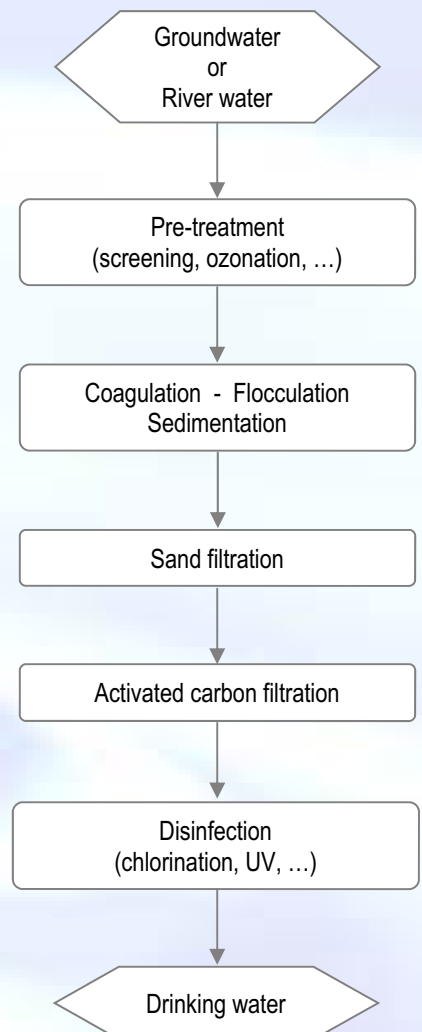 Groundwater
or
River water
Pre-treatment
(screening, ozonation, …)
Coagulation - Flocculation
Sedimentation
Sand filtration
Activated carbon filtration
Disinfection
(chlorination, UV, …)
Drinking water